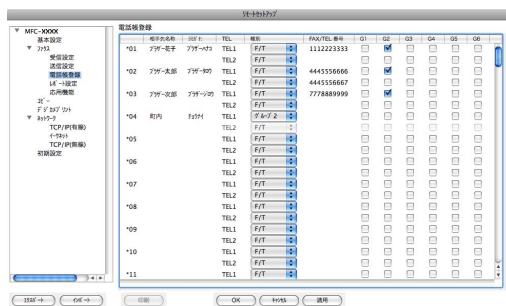 リモートセットアップ
MFC-XXXX
基本設定
ファクス
受信設定
送信設定
電話帳登録
レポート設定
応用機能
コピー
デジカメプリント
ネットワーク
TCP/IP(有線)
イーサネット
TCP/IP(無線)
初期設定
電話帳登録
相手先名称 ヨミガナ TEL 種別 FAX/TEL 番号 G1 G2 G3 G4 G5 G6
*01 ブラザー花子 ブラザーハナコ TEL1 F/T 1112223333
TEL2 F/T
*02 ブラザー太郎 ブラザータロウ TEL1 F/T 4445556666
TEL2 F/T 4445556667
*03 ブラザー次郎 ブラザージロウ TEL1 F/T 7778889999
TEL2 F/T
*04 町内 チョウナイ TEL1 グループ 2
TEL2 F/T
*05 TEL1 F/T
TEL2 F/T
*06 TEL1 F/T
TEL2 F/T
*07 TEL1 F/T
TEL2 F/T
*08 TEL1 F/T
TEL2 F/T
*09 TEL1 F/T
TEL2 F/T
*10 TEL1 F/T
TEL2 F/T
*11 TEL1 F/T
エクスポート インポート 印刷 OK キャンセル 適用